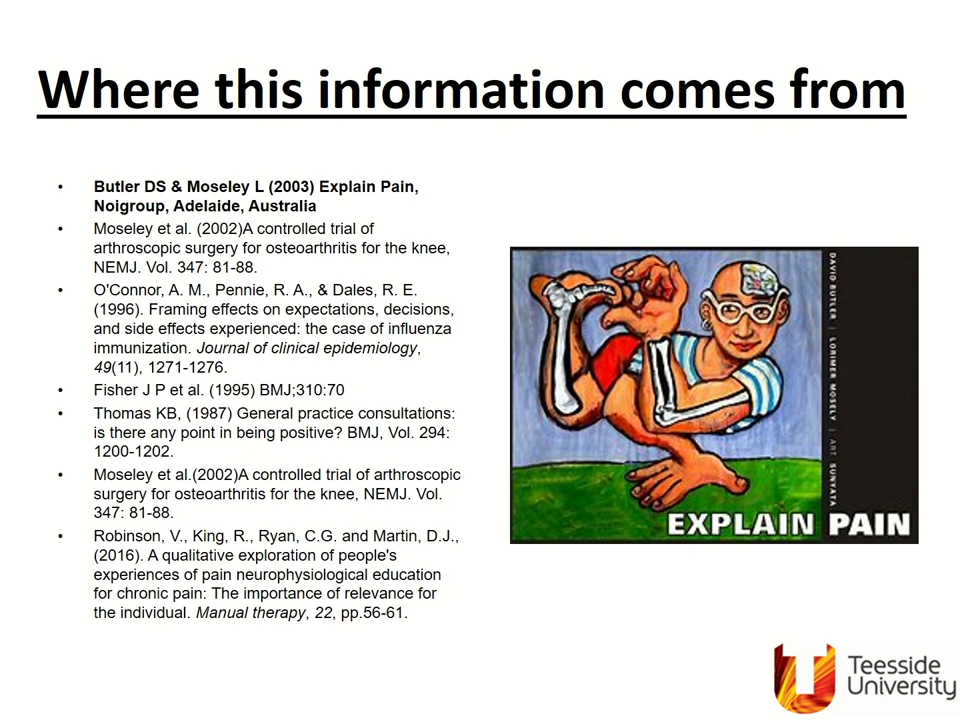 Where this information comes from
• Butler DS & Moseley L (2003) Explain Pain,
Noigroup, Adelaide, Australia
• Moseley et al. (2002)A controlled trial of
arthroscopic surgery for osteoarthritis for the knee,
NEMJ. Vol. 347: 81-88.
• O'Connor, A. M., Pennie, R. A., & Dales, R. E.
(1996). Framing effects on expectations, decisions,
and side effects experienced: the case of influenza
immunization. Journal of clinical epidemiology,
49(11), 1271-1276.
• Fisher J P et al. (1995) BMJ;310:70
• Thomas KB, (1987) General practice consultations:
is there any point in being positive? BMJ, Vol. 294:
1200-1202.
• Moseley et al.(2002)A controlled trial of arthroscopic
surgery for osteoarthritis for the knee, NEMJ. Vol.
347: 81-88.
• Robinson, V., King, R., Ryan, C.G. and Martin, D.J.,
(2016). A qualitative exploration of people's
experiences of pain neurophysiological education
for chronic pain: The importance of relevance for
the individual. Manual therapy, 22, pp.56-61.
DAVID BUTLER | LORIMER MOSELY | ART SUNYATA
EXPLAIN PAIN
Teesside
University